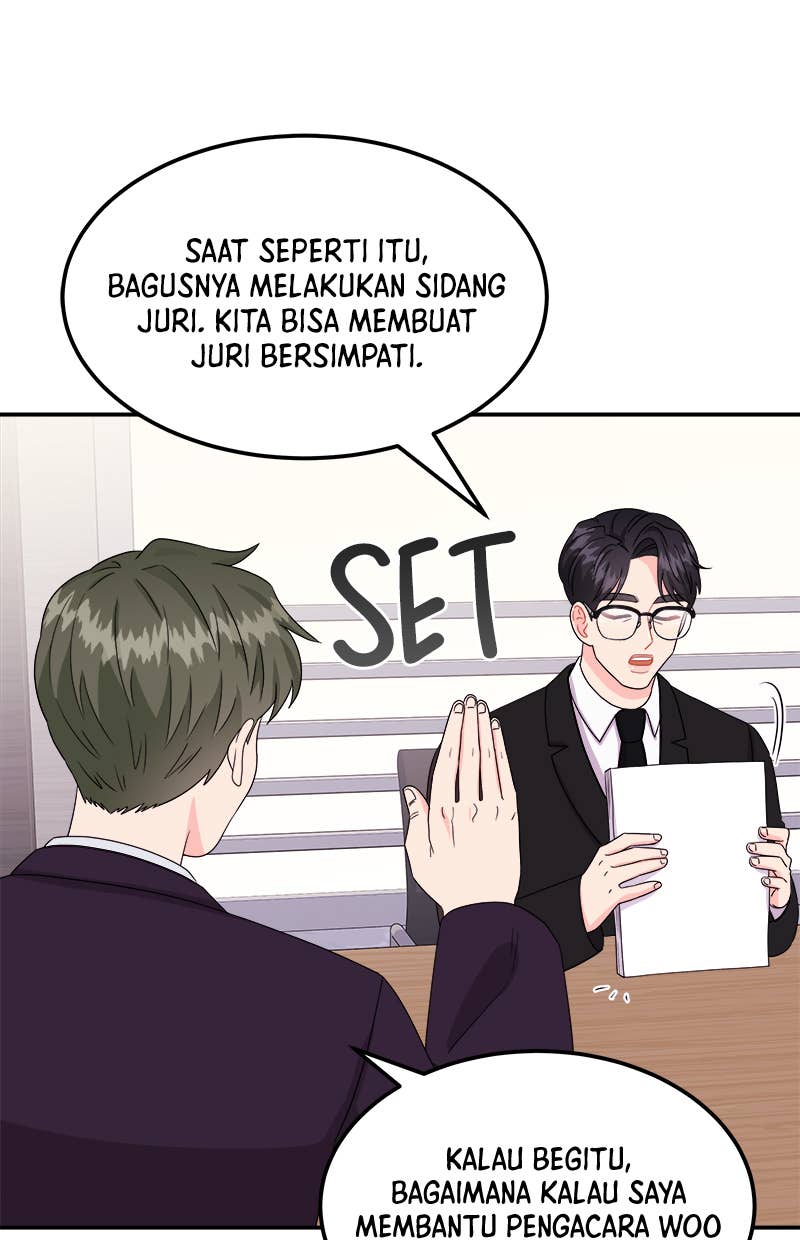 SAAT SEPERTI ITU,
BAGUSNYA MELAKUKAN SIDANG
JURI. KITA BISA MEMBUAT
JURI BERSIMPATI.
SET
KALAU BEGITU,
BAGAIMANA KALAU SAYA
MEMBANTU PENGACARA WOO